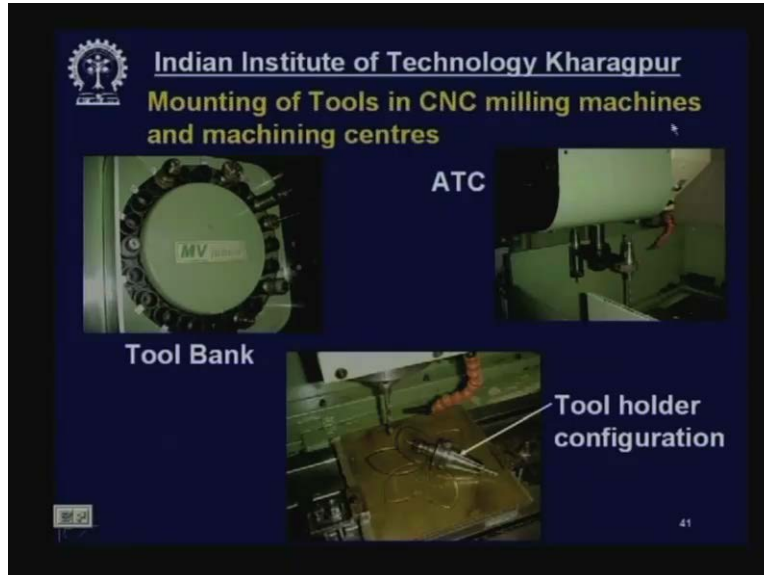 Indian Institute of Technology Kharagpur
Mounting of Tools in CNC milling machines
and machining centres
ATC
MV
Tool Bank
Tool holder
configuration
41